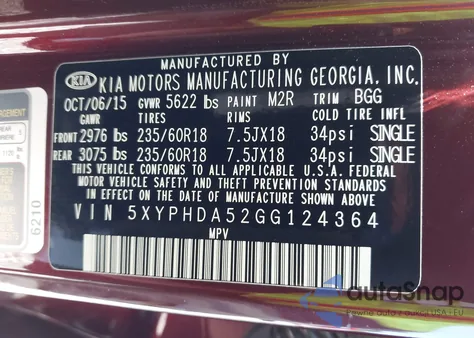 MANUFACTURED BY
KIA KIA MOTORS MANUFACTURING GEORGIA, INC.
OCT/06/15 GVWR 5622 lbs PAINT M2R TRIM BGG
GAWR TIRES RIMS COLD TIRE INFL
FRONT 2976 lbs 235/60R18 7.5JX18 34psi SINGLE
REAR 3075 lbs 235/60R18 7.5JX18 34psi SINGLE
THIS VEHICLE CONFORMS TO ALL APPLICABLE U.S.A. FEDERAL
MOTOR VEHICLE SAFETY AND THEFT PREVENTION STANDARDS
IN EFFECT ON THE DATE OF MANUFACTURE SHOWN ABOVE.
VIN 5XYPHDA52GG124364
MPV
6210
autoSnap